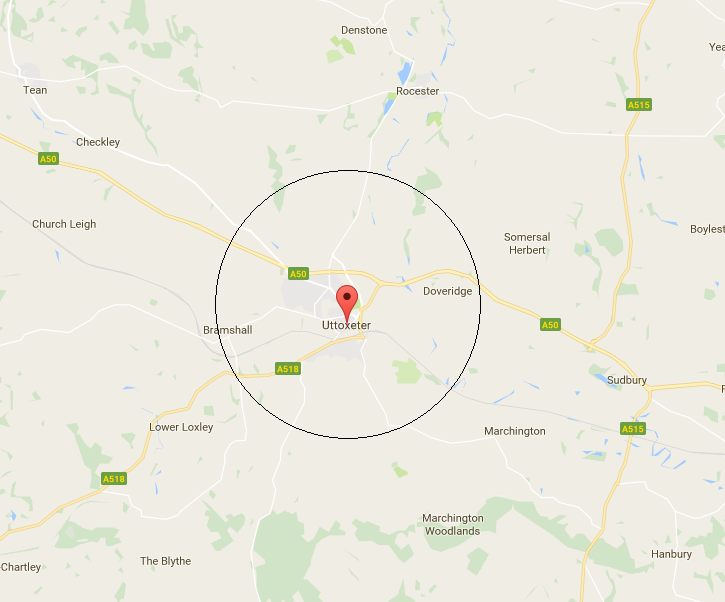 Denstone
Yea
Tean
Rocester
A515
Checkley
A50
Church Leigh
Boylest
Somersal
Herbert
A50
Doveridge
Uttoxeter
A50
Bramshall
A518
Sudbury
Lower Loxley
Marchington
A515
A518
Marchington
Woodlands
Hanbury
The Blythe
Chartley